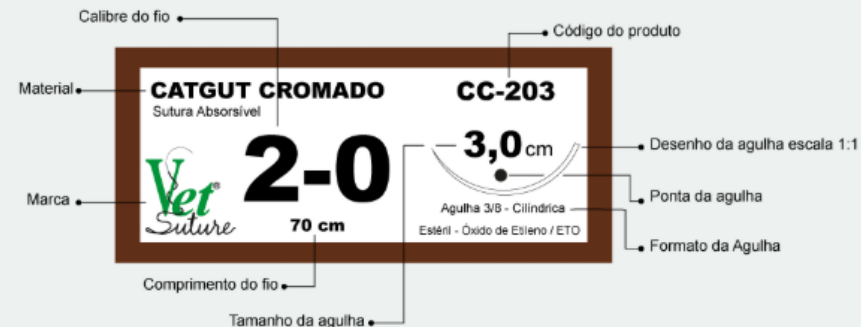 Calibre do fio
Código do produto
Material
CATGUT CROMADO
CC-203
Sutura Absorsível
2-0
3,0 cm
Desenho da agulha escala 1:1
Marca
Vet®
Suture
Ponta da agulha
70 cm
Agulha 3/8 - Cilíndrica
Estéril - Óxido de Etileno / ETO
Formato da Agulha
Comprimento do fio
Tamanho da agulha